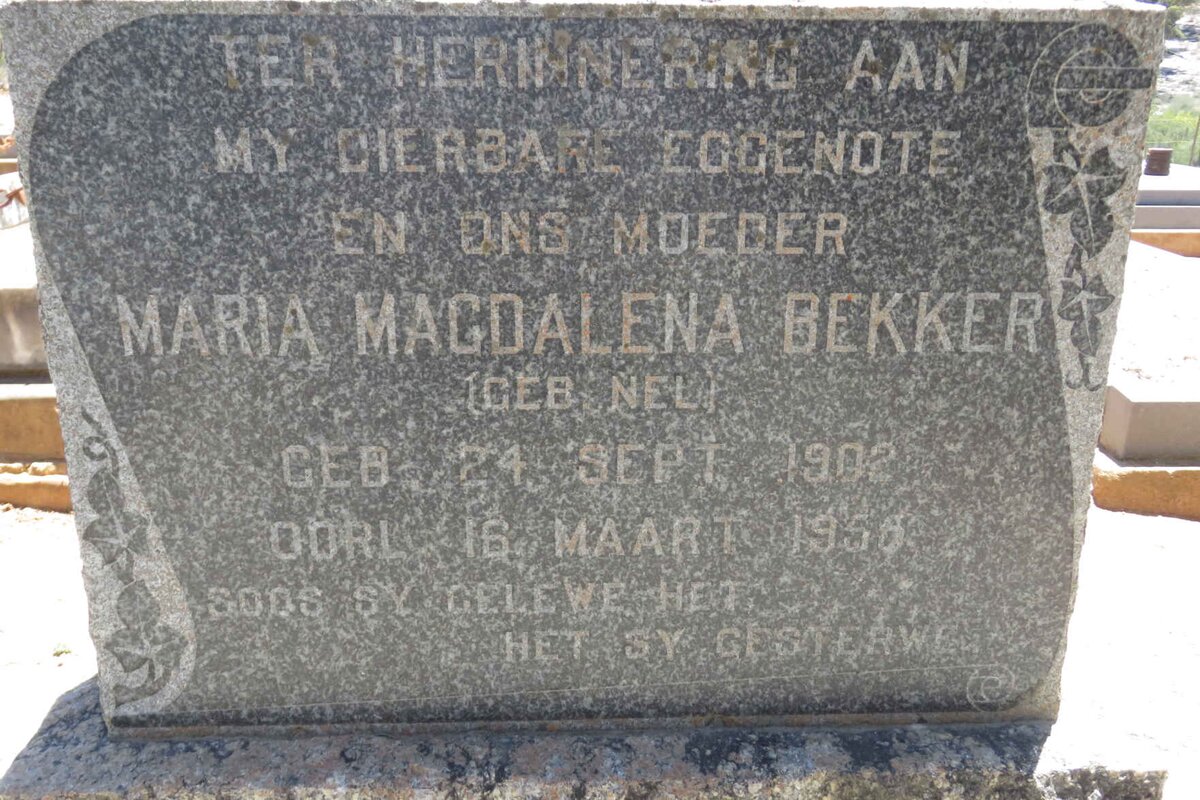 TER HERINNERING AAN
MY DIERBARE EGGENOTE
EN ONS MOEDER
MARIA MAGDALENA BEKKER
(GEB. NEL)
GEB. 24 SEPT. 1902
OORL. 16 MAART
SOOS SY GELEWE HET,
HET SY GESTERWE.